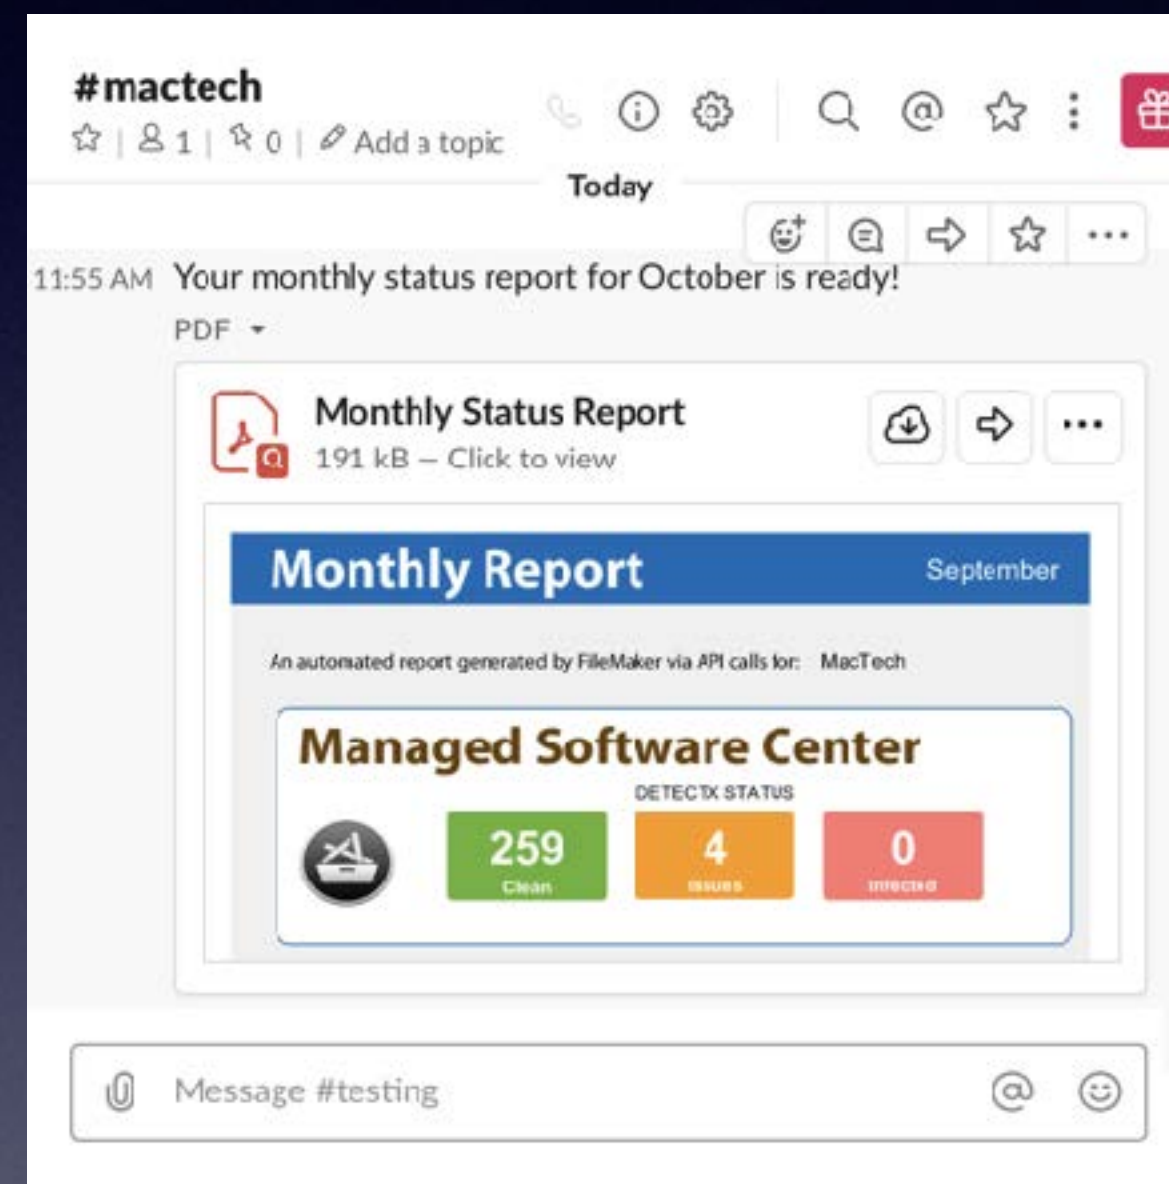 #mactech
1 | 0 | Add a topic
Today
11:55 AM Your monthly status report for October is ready!
PDF
Monthly Status Report
191 kB – Click to view
Monthly Report September
An automated report generated by FileMaker via API calls for: MacTech
Managed Software Center
DETECTX STATUS
259 4 0
Clean Issues Infected
Message #testing